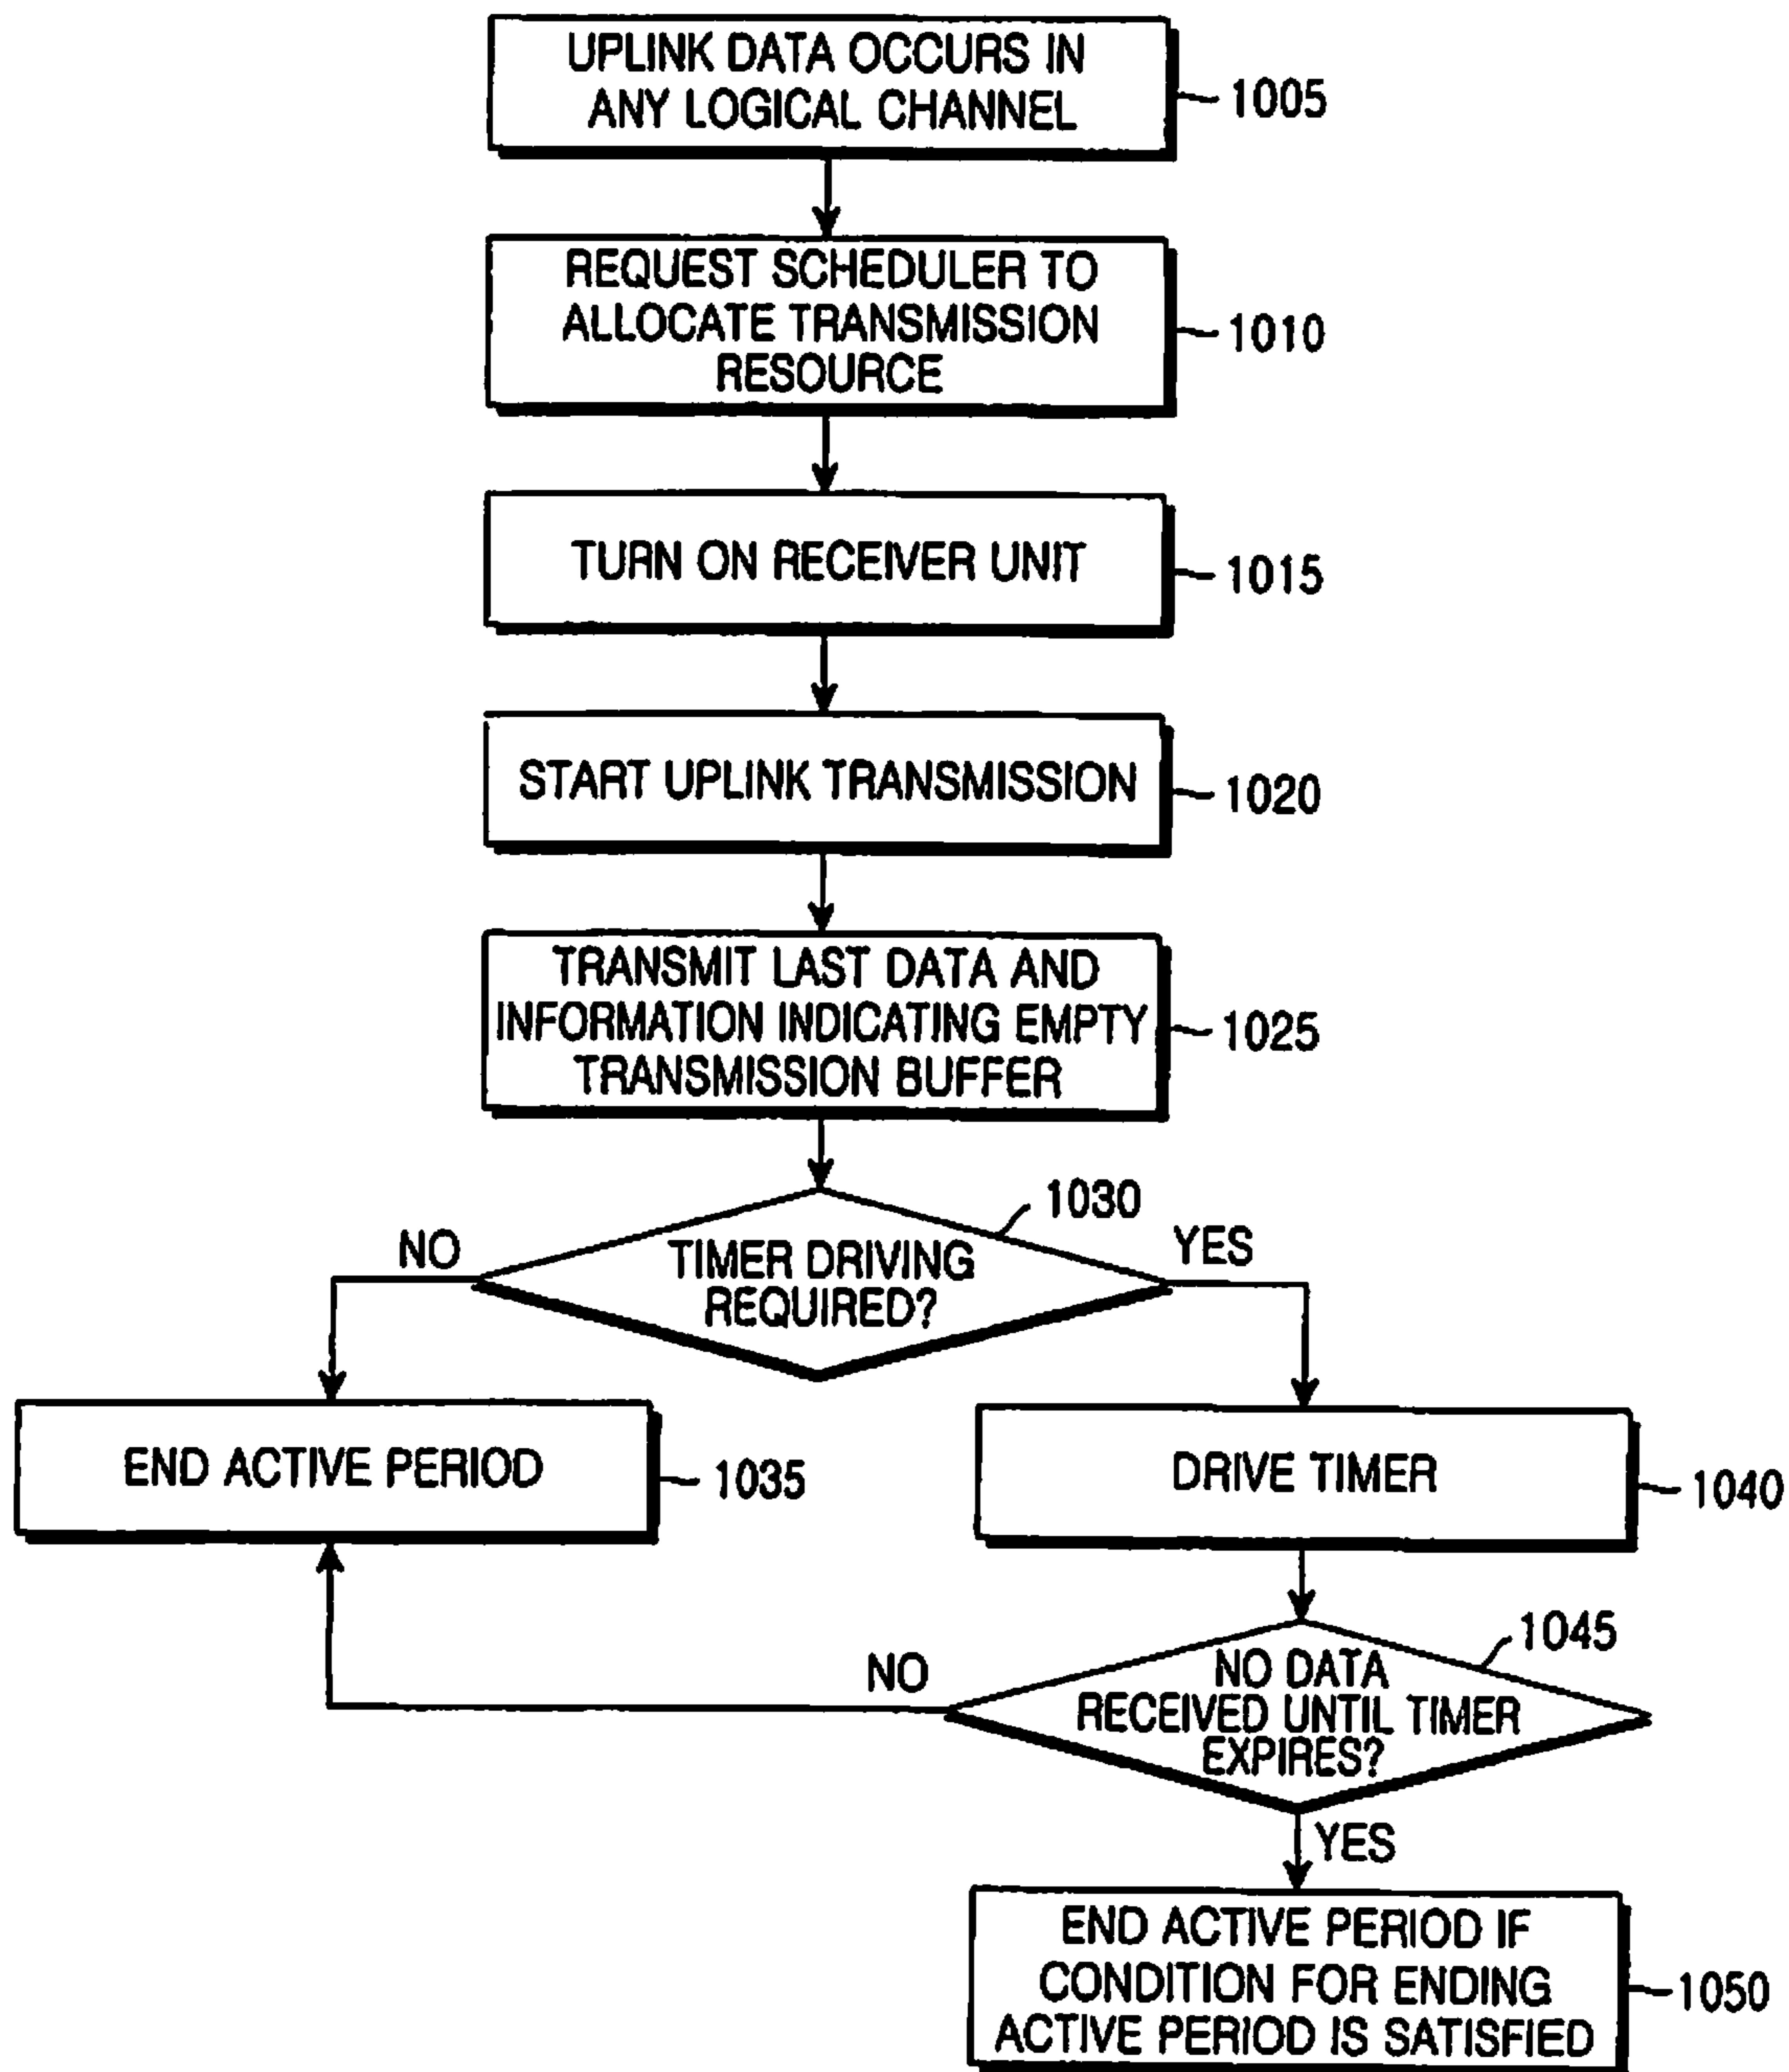 UPLINK DATA OCCURS IN
ANY LOGICAL CHANNEL
1005
REQUEST SCHEDULER TO
ALLOCATE TRANSMISSION
RESOURCE
1010
TURN ON RECEIVER UNIT
1015
START UPLINK TRANSMISSION
1020
TRANSMIT LAST DATA AND
INFORMATION INDICATING EMPTY
TRANSMISSION BUFFER
1025
1030
NO
YES
TIMER DRIVING
REQUIRED?
END ACTIVE PERIOD
1035
DRIVE TIMER
1040
1045
NO
NO DATA
RECEIVED UNTIL TIMER
EXPIRES?
YES
END ACTIVE PERIOD IF
CONDITION FOR ENDING
ACTIVE PERIOD IS SATISFIED
1050